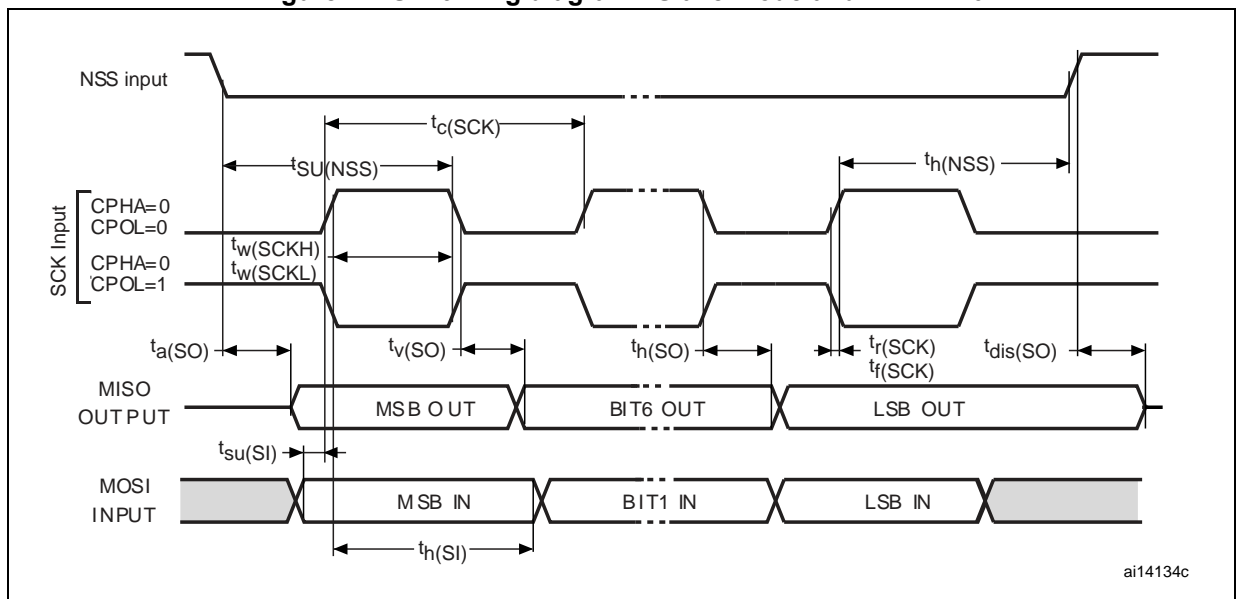 NSS input
tc(SCK)
tSU(NSS)
th(NSS)
SCK Input
CPHA=0
CPOL=0
tw(SCKH)
CPHA=0
tw(SCKL)
CPOL=1
ta(SO)
tv(SO)
th(SO)
tr(SCK)
tf(SCK)
tdis(SO)
MISO
OUTPUT
MSB OUT
BIT6 OUT
LSB OUT
tsu(SI)
MOSI
INPUT
MSB IN
BIT1 IN
LSB IN
th(SI)
ai14134c